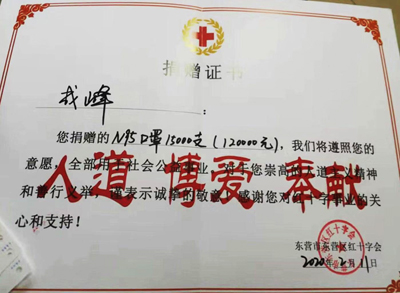 捐赠证书
峰：
您捐赠的N95口罩15000支（120000元），我们将遵照您的
意愿，全部用于社会公益事业。对于您崇高的人道主义精神
人道 博爱 奉献
和善行义举，谨表示诚挚的敬意！感谢您对红十字事业的关
心和支持！
东营市东营区红十字会
2020年2月11日